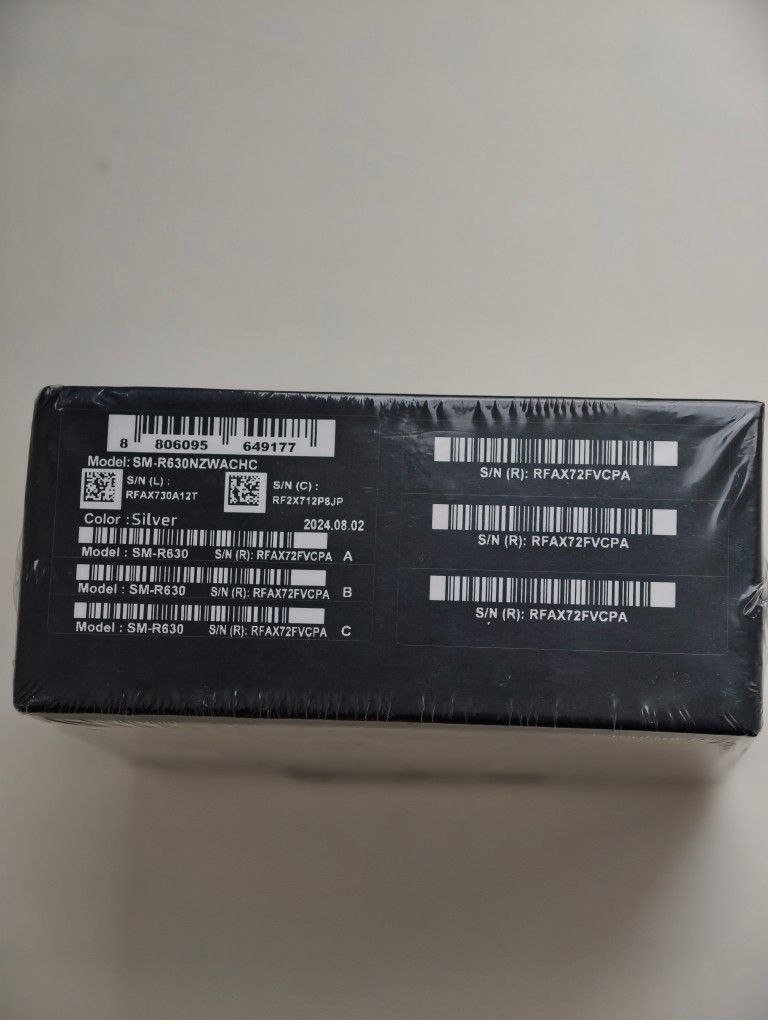 8 806095 649177
Model: SM-R630NZWACHC
S/N (L) :
RFAX730A12T
S/N (C) :
RF2X712P8JP
Color : Silver
2024.08.02
Model : SM-R630 S/N (R): RFAX72FVCPA A
Model : SM-R630 S/N (R): RFAX72FVCPA B
Model : SM-R630 S/N (R): RFAX72FVCPA C
S/N (R): RFAX72FVCPA
S/N (R): RFAX72FVCPA
S/N (R): RFAX72FVCPA